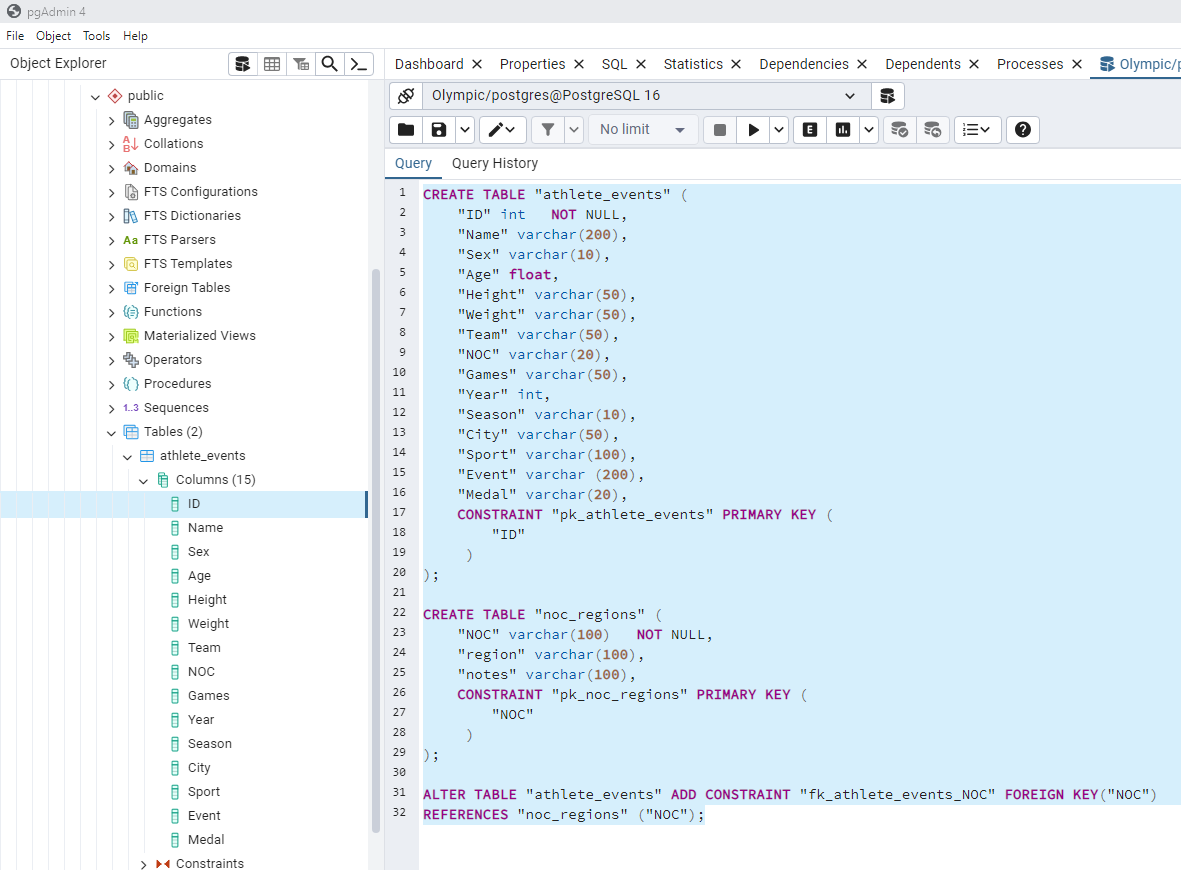 pgAdmin 4
File Object Tools Help
Object Explorer
Dashboard Properties SQL Statistics Dependencies Dependents Processes Olympic/p
public
Aggregates
Collations
Domains
FTS Configurations
FTS Dictionaries
Aa FTS Parsers
FTS Templates
Foreign Tables
Functions
Materialized Views
Operators
Procedures
1..3 Sequences
Tables (2)
athlete_events
Columns (15)
ID
Name
Sex
Age
Height
Weight
Team
NOC
Games
Year
Season
City
Sport
Event
Medal
Constraints
Olympic/postgres@PostgreSQL 16
No limit E
Query Query History
1 CREATE TABLE "athlete_events" (
2 "ID" int   NOT NULL,
3 "Name" varchar(200),
4 "Sex" varchar(10),
5 "Age" float,
6 "Height" varchar(50),
7 "Weight" varchar(50),
8 "Team" varchar(50),
9 "NOC" varchar(20),
10 "Games" varchar(50),
11 "Year" int,
12 "Season" varchar(10),
13 "City" varchar(50),
14 "Sport" varchar(100),
15 "Event" varchar (200),
16 "Medal" varchar(20),
17 CONSTRAINT "pk_athlete_events" PRIMARY KEY (
18 "ID"
19 )
20 );
21
22 CREATE TABLE "noc_regions" (
23 "NOC" varchar(100)   NOT NULL,
24 "region" varchar(100),
25 "notes" varchar(100),
26 CONSTRAINT "pk_noc_regions" PRIMARY KEY (
27 "NOC"
28 )
29 );
30
31 ALTER TABLE "athlete_events" ADD CONSTRAINT "fk_athlete_events_NOC" FOREIGN KEY("NOC")
32 REFERENCES "noc_regions" ("NOC");